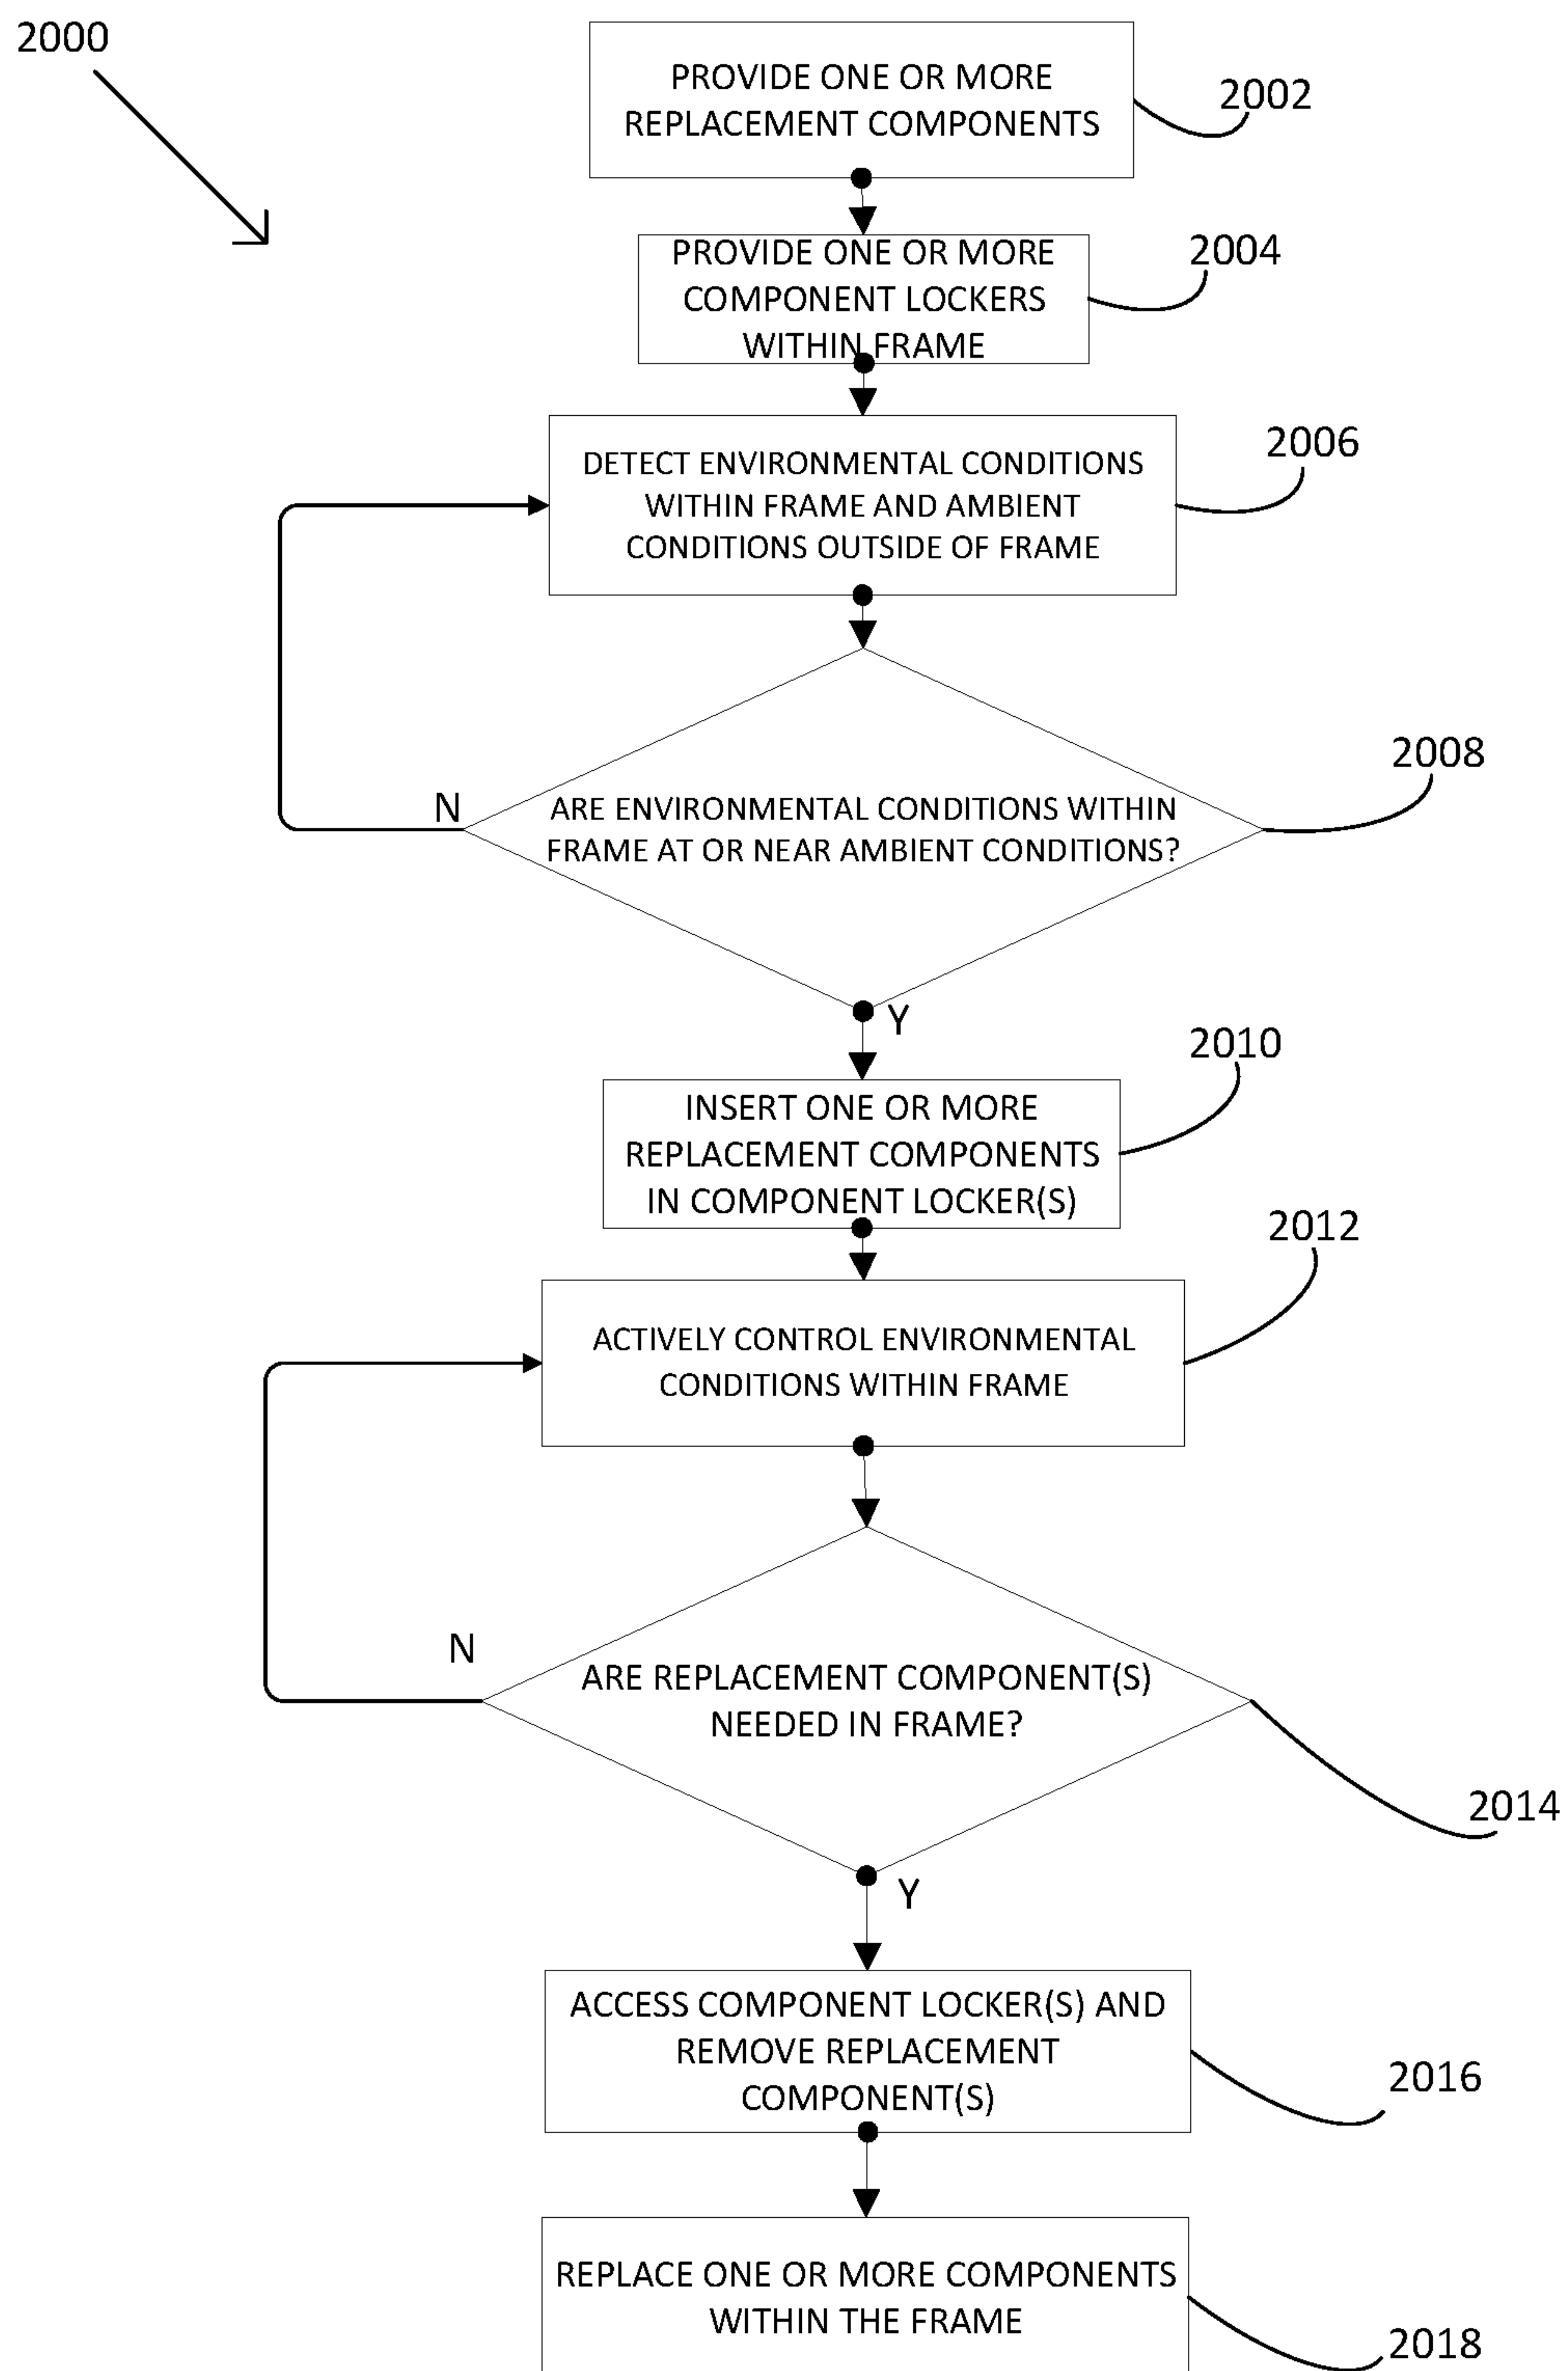 2000
PROVIDE ONE OR MORE
REPLACEMENT COMPONENTS
2002
PROVIDE ONE OR MORE
COMPONENT LOCKERS
WITHIN FRAME
2004
DETECT ENVIRONMENTAL CONDITIONS
WITHIN FRAME AND AMBIENT
CONDITIONS OUTSIDE OF FRAME
2006
ARE ENVIRONMENTAL CONDITIONS WITHIN
FRAME AT OR NEAR AMBIENT CONDITIONS?
2008
N
Y
INSERT ONE OR MORE
REPLACEMENT COMPONENTS
IN COMPONENT LOCKER(S)
2010
ACTIVELY CONTROL ENVIRONMENTAL
CONDITIONS WITHIN FRAME
2012
ARE REPLACEMENT COMPONENT(S)
NEEDED IN FRAME?
2014
N
Y
ACCESS COMPONENT LOCKER(S) AND
REMOVE REPLACEMENT
COMPONENT(S)
2016
REPLACE ONE OR MORE COMPONENTS
WITHIN THE FRAME
2018